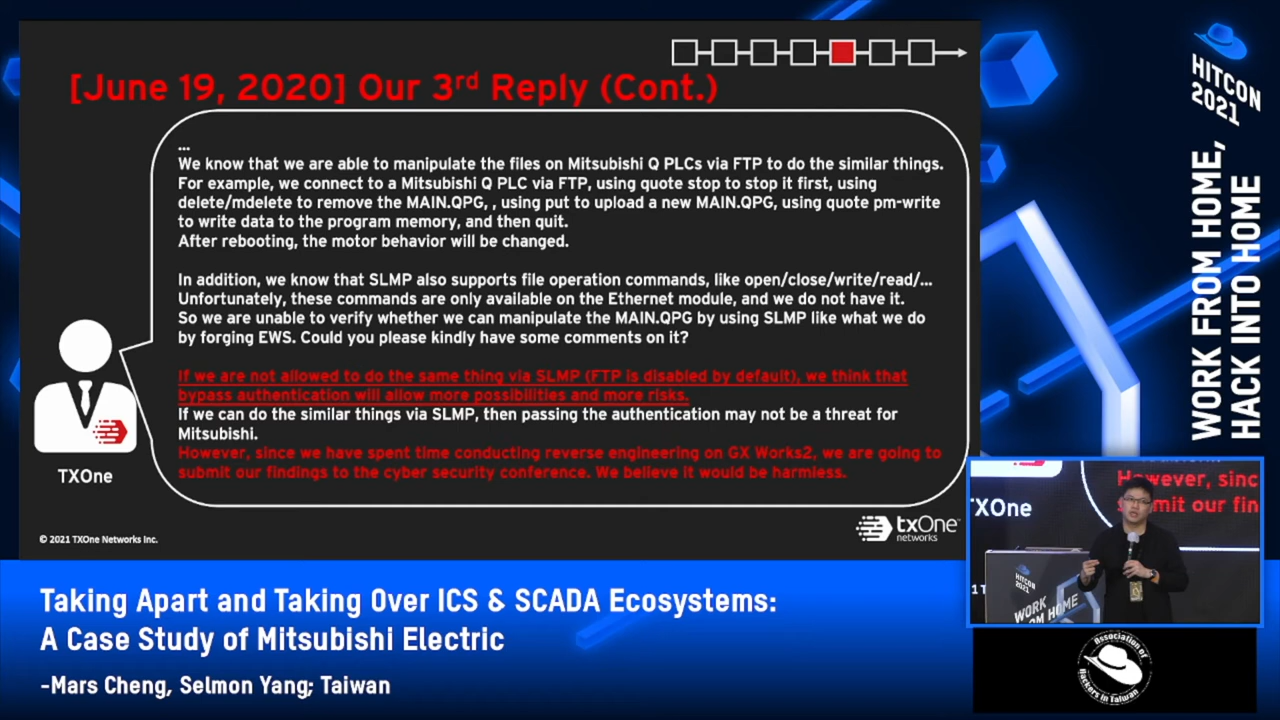 [June 19, 2020] Our 3rd Reply (Cont.)
...
We know that we are able to manipulate the files on Mitsubishi Q PLCs via FTP to do the similar things.
For example, we connect to a Mitsubishi Q PLC via FTP, using quote stop to stop it first, using
delete/mdelete to remove the MAIN.QPG, , using put to upload a new MAIN.QPG, using quote pm-write
to write data to the program memory, and then quit.
After rebooting, the motor behavior will be changed.
In addition, we know that SLMP also supports file operation commands, like open/close/write/read/...
Unfortunately, these commands are only available on the Ethernet module, and we do not have it.
So we are unable to verify whether we can manipulate the MAIN.QPG by using SLMP like what we do
by forging EWS. Could you please kindly have some comments on it?
If we are not allowed to do the same thing via SLMP (FTP is disabled by default), we think that
bypass authentication will allow more possibilities and more risks.
If we can do the similar things via SLMP, then passing the authentication may not be a threat for
Mitsubishi.
However, since we have spent time conducting reverse engineering on GX Works2, we are going to
submit our findings to the cyber security conference. We believe it would be harmless.
TXOne
© 2021 TXOne Networks Inc.
txOne
networks
HITCON
2021
WORK FROM HOME,
HACK INTO HOME
However, sinc
mit our fin
TXOne
HITCON
2021
WORK
M HOME
Taking Apart and Taking Over ICS & SCADA Ecosystems:
A Case Study of Mitsubishi Electric
-Mars Cheng, Selmon Yang; Taiwan
Association of
Hackers in Taiwan